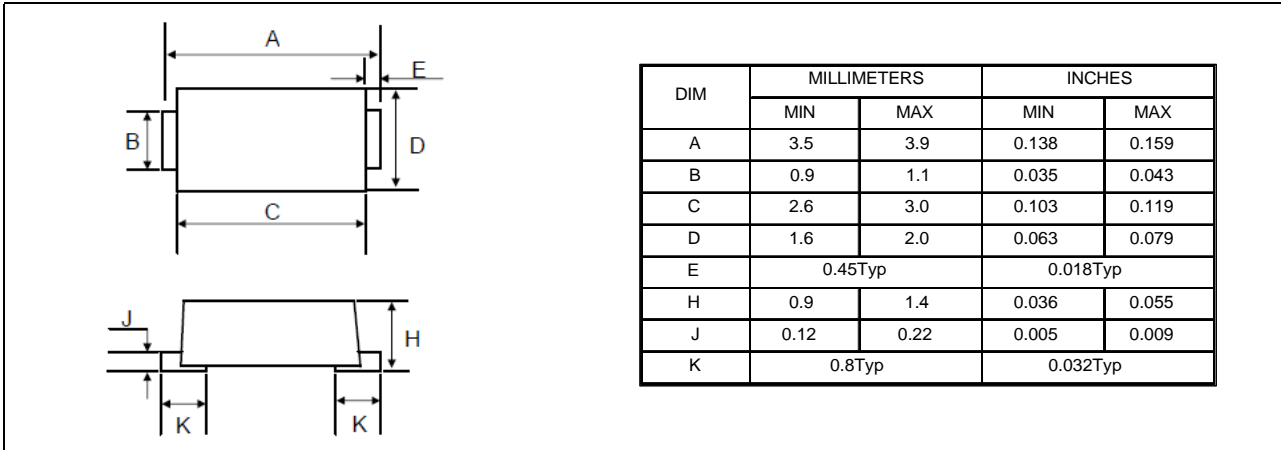 A
E
B
D
C
J
H
K
K
DIM MILLIMETERS INCHES
MIN MAX MIN MAX
A 3.5 3.9 0.138 0.159
B 0.9 1.1 0.035 0.043
C 2.6 3.0 0.103 0.119
D 1.6 2.0 0.063 0.079
E 0.45Typ 0.018Typ
H 0.9 1.4 0.036 0.055
J 0.12 0.22 0.005 0.009
K 0.8Typ 0.032Typ